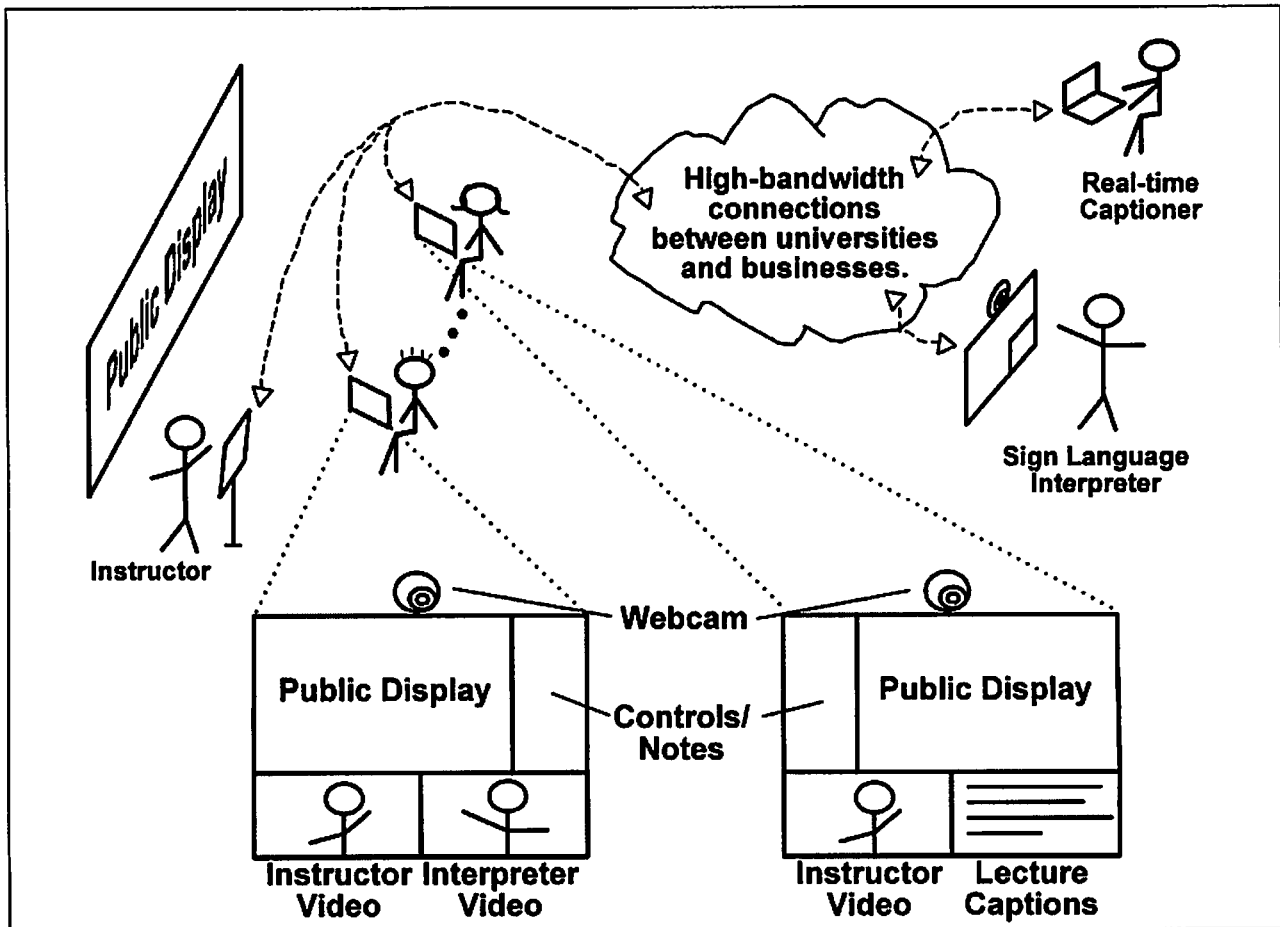 Public Display
High-bandwidth
connections
between universities
and businesses.
Real-time
Captioner
Sign Language
Interpreter
Instructor
Webcam
Public Display
Controls/
Notes
Public Display
Instructor
Video
Interpreter
Video
Instructor
Video
Lecture
Captions